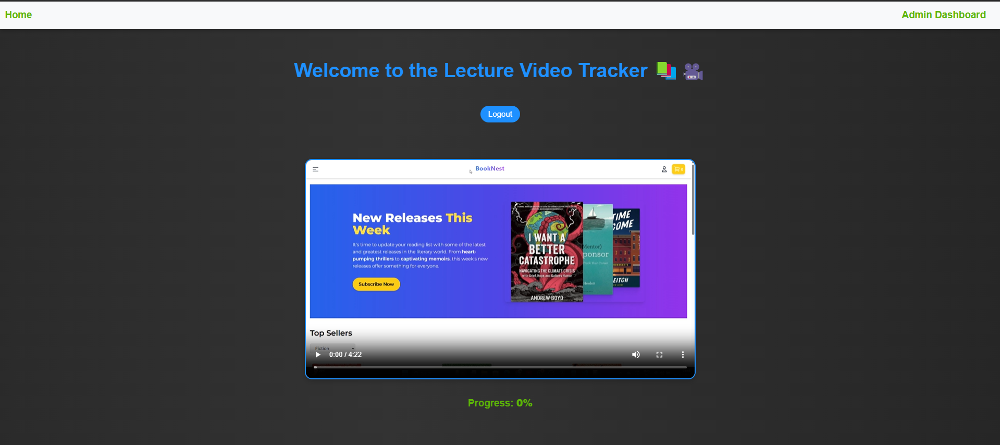 Home
Admin Dashboard
Welcome to the Lecture Video Tracker
Logout
BookNest
0
New Releases This
Week
It's time to update your reading list with some of the latest
and greatest releases in the literary world. From heart-
pumping thrillers to captivating memoirs, this week's new
releases offer something for everyone.
Subscribe Now
I WANT A
BETTER
CATASTROPHE
NAVIGATING THE CLIMATE CRISIS
with Grief, Hope, and Gallows Humor
ANDREW BOYD
(Mentor)
ponsor
Hewlett
TIME
COME
EITCH
Top Sellers
Fiction
0:00 / 4:22
Progress: 0%